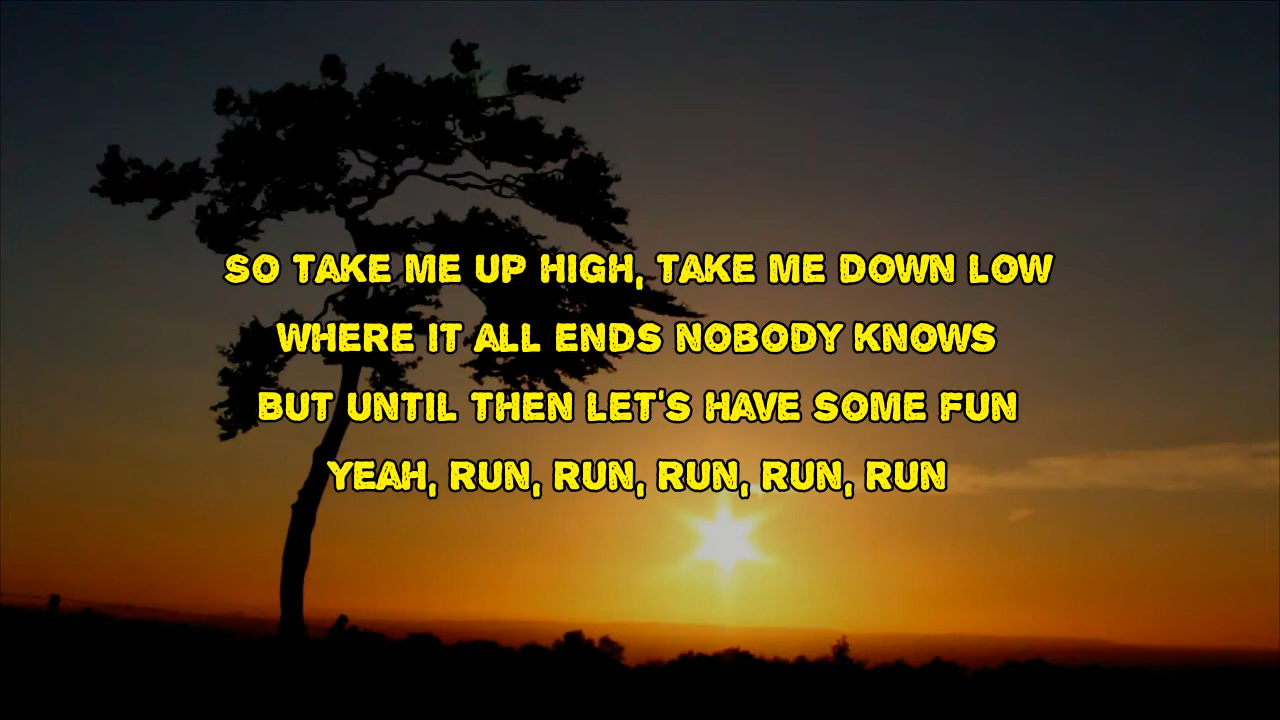 SO TAKE ME UP HIGH, TAKE ME DOWN LOW
WHERE IT ALL ENDS NOBODY KNOWS
BUT UNTIL THEN LET'S HAVE SOME FUN
YEAH, RUN, RUN, RUN, RUN, RUN